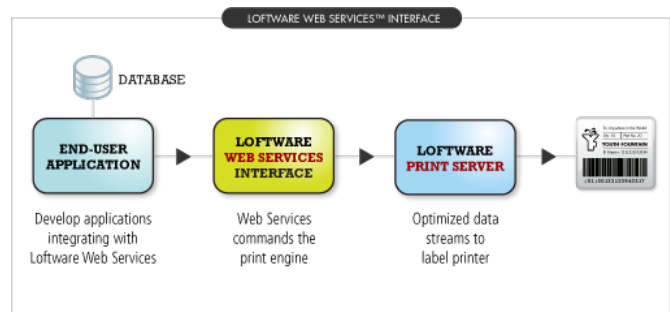 LOFTWARE WEB SERVICES™ INTERFACE
DATABASE
END-USER
APPLICATION
LOFTWARE
WEB SERVICES
INTERFACE
LOFTWARE
PRINT SERVER
YOUTH FOUNTAIN
Develop applications
integrating with
Loftware Web Services
Web Services
commands the
print engine
Optimized data
streams to
label printer